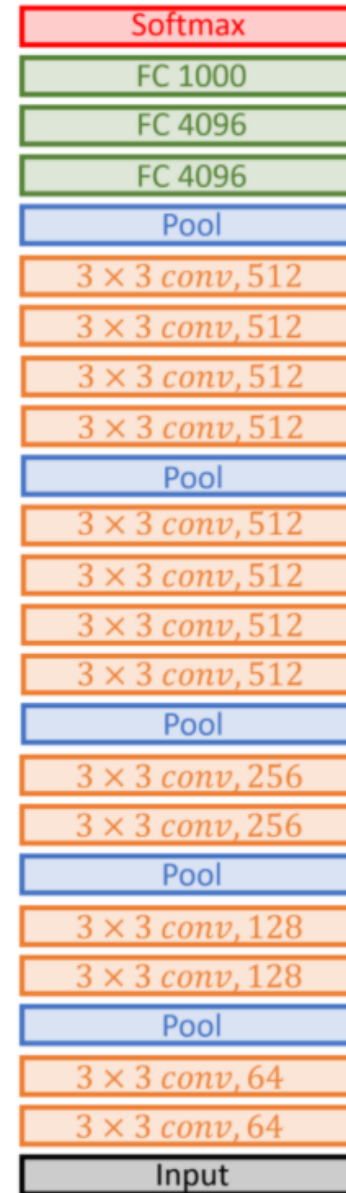 Softmax
FC 1000
FC 4096
FC 4096
Pool
3 × 3 conv, 512
3 × 3 conv, 512
3 × 3 conv, 512
3 × 3 conv, 512
Pool
3 × 3 conv, 512
3 × 3 conv, 512
3 × 3 conv, 512
3 × 3 conv, 512
Pool
3 × 3 conv, 256
3 × 3 conv, 256
Pool
3 × 3 conv, 128
3 × 3 conv, 128
Pool
3 × 3 conv, 64
3 × 3 conv, 64
Input